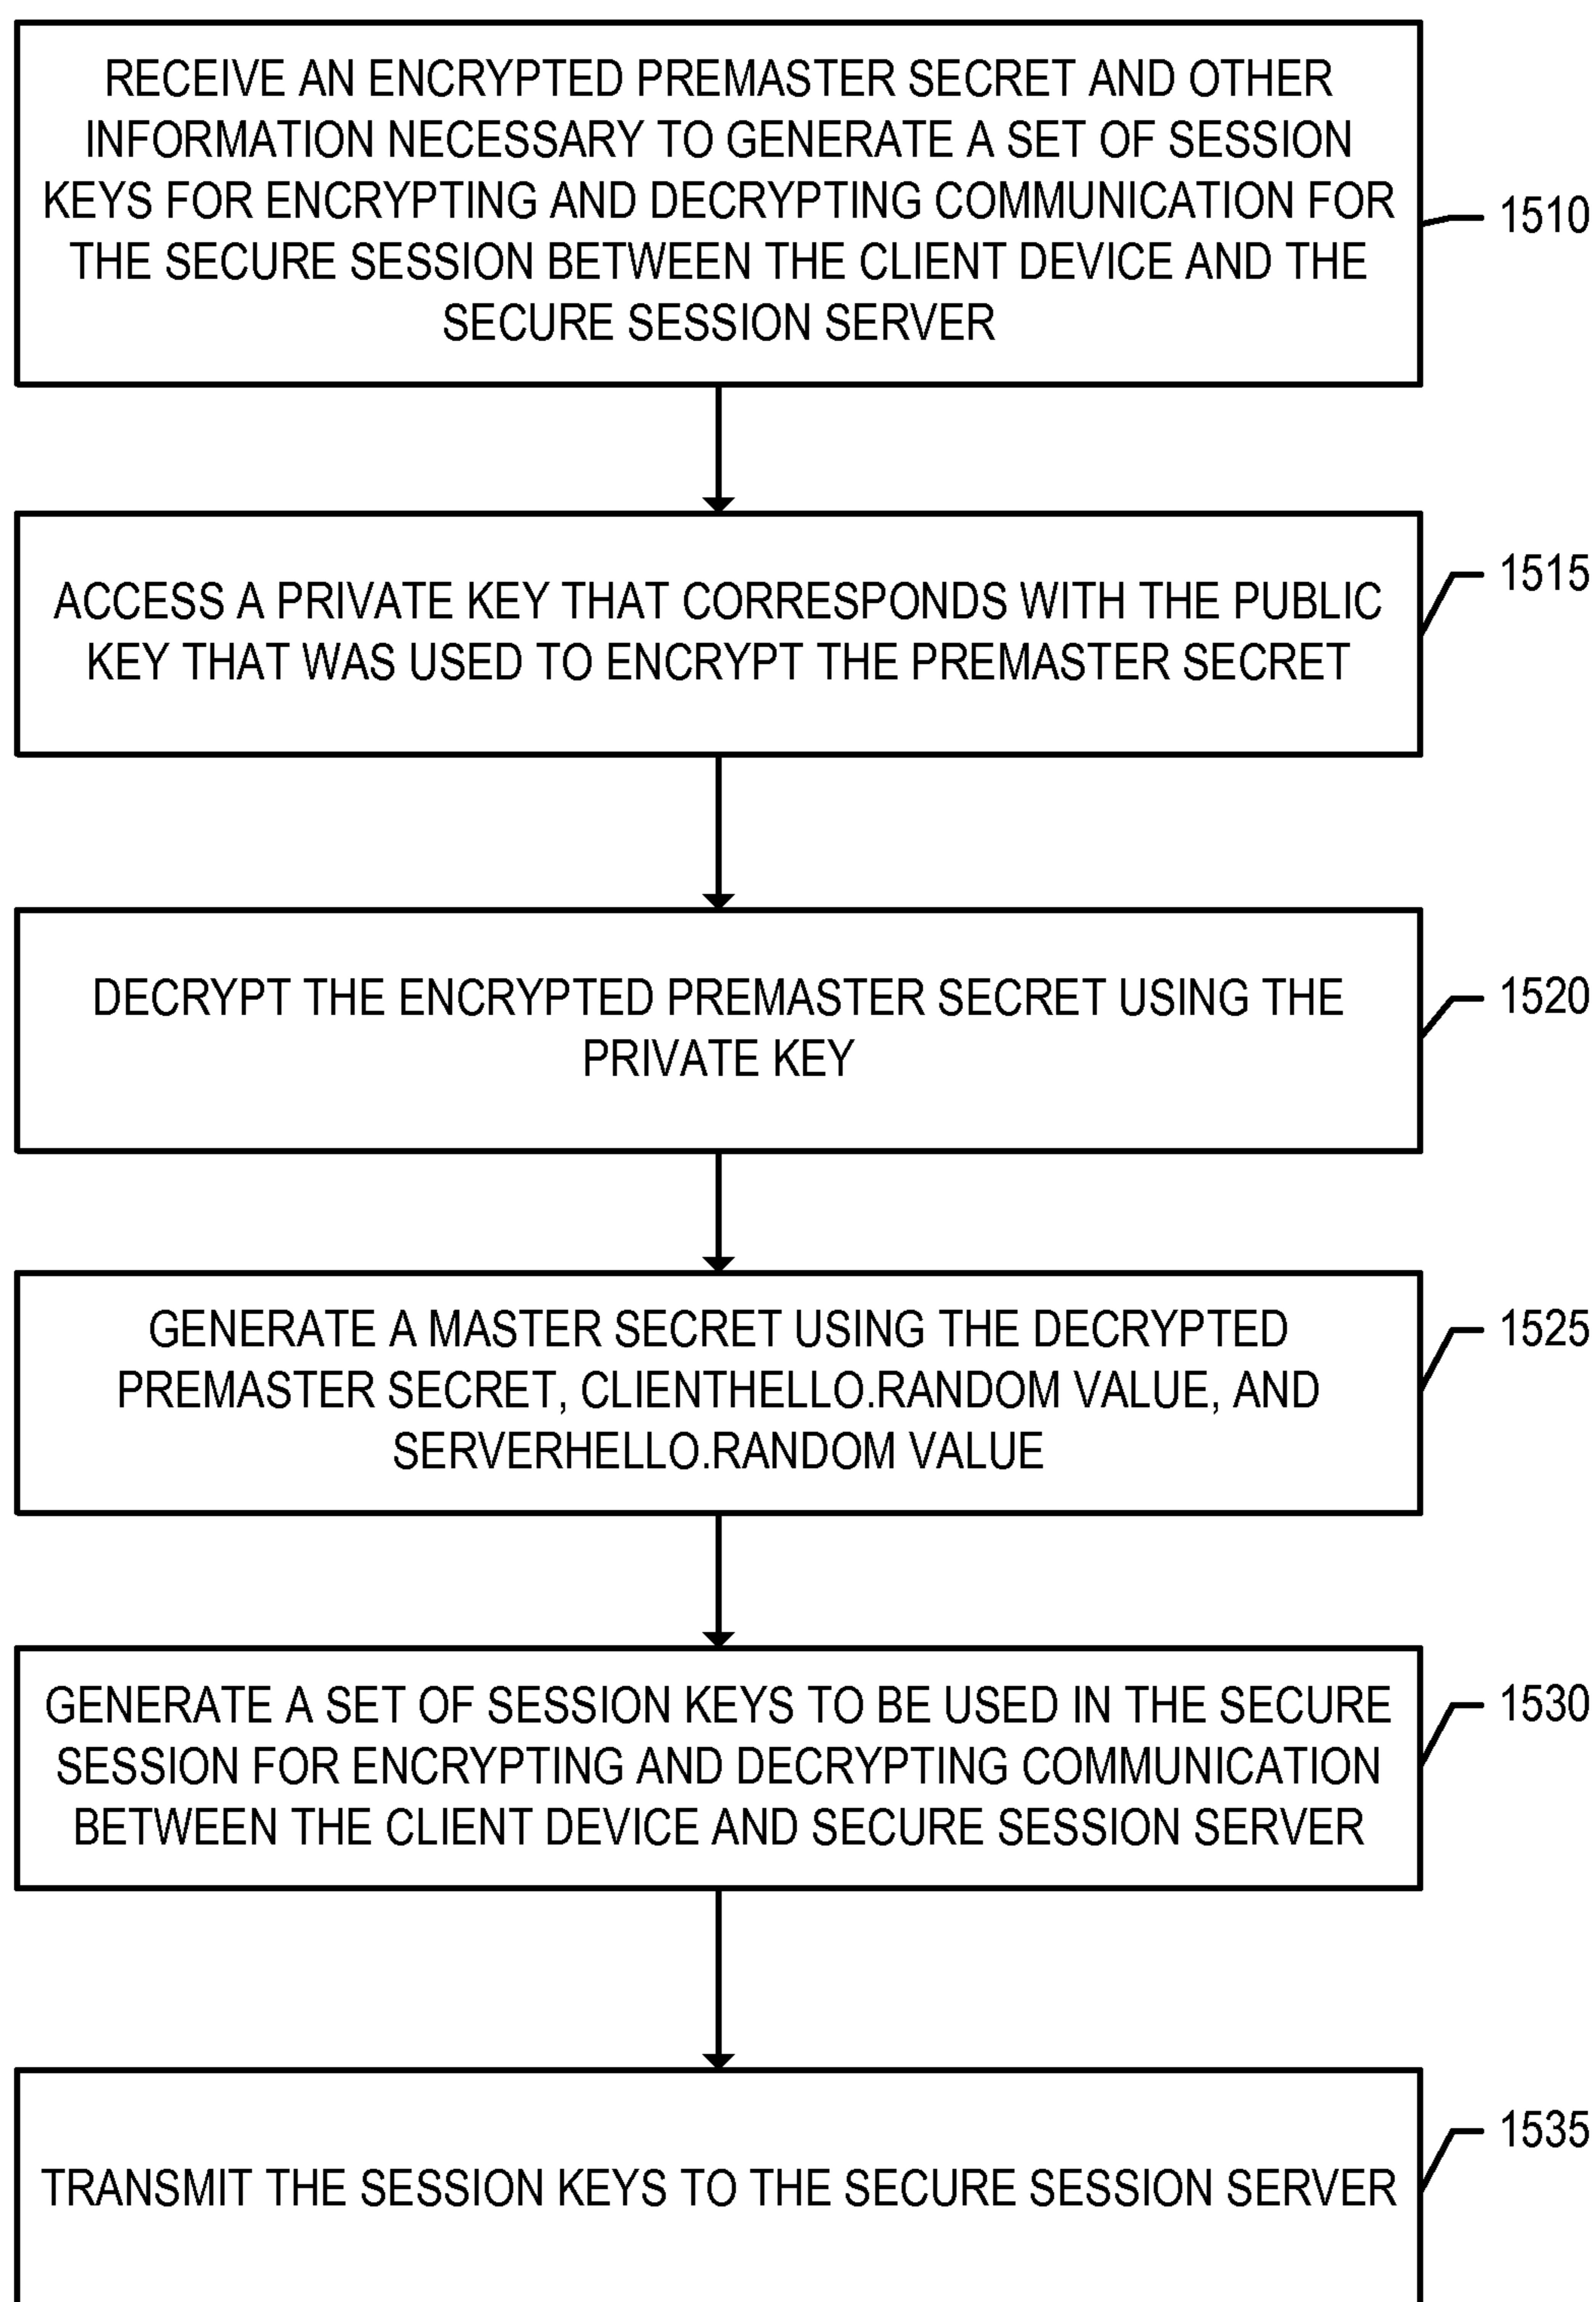 RECEIVE AN ENCRYPTED PREMASTER SECRET AND OTHER
INFORMATION NECESSARY TO GENERATE A SET OF SESSION
KEYS FOR ENCRYPTING AND DECRYPTING COMMUNICATION FOR
THE SECURE SESSION BETWEEN THE CLIENT DEVICE AND THE
SECURE SESSION SERVER
1510
ACCESS A PRIVATE KEY THAT CORRESPONDS WITH THE PUBLIC
KEY THAT WAS USED TO ENCRYPT THE PREMASTER SECRET
1515
DECRYPT THE ENCRYPTED PREMASTER SECRET USING THE
PRIVATE KEY
1520
GENERATE A MASTER SECRET USING THE DECRYPTED
PREMASTER SECRET, CLIENTHELLO.RANDOM VALUE, AND
SERVERHELLO.RANDOM VALUE
1525
GENERATE A SET OF SESSION KEYS TO BE USED IN THE SECURE
SESSION FOR ENCRYPTING AND DECRYPTING COMMUNICATION
BETWEEN THE CLIENT DEVICE AND SECURE SESSION SERVER
1530
TRANSMIT THE SESSION KEYS TO THE SECURE SESSION SERVER
1535